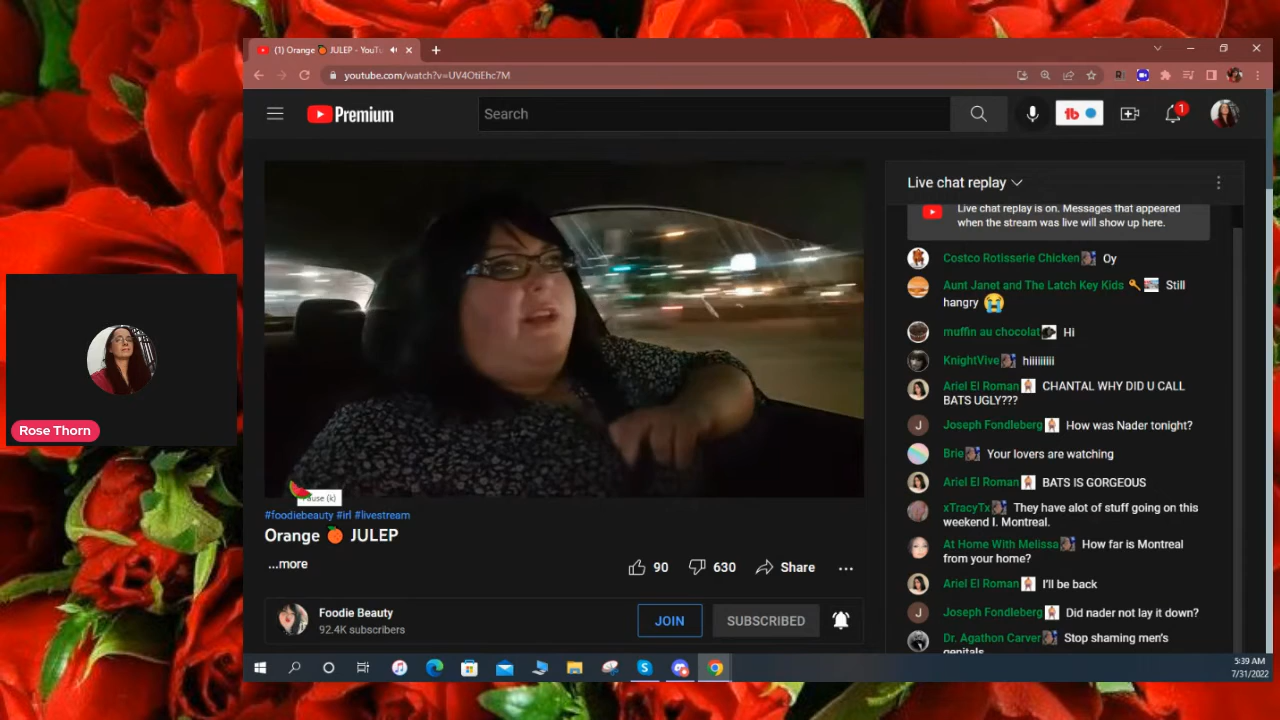 (1) Orange 🍊 JULEP - YouTu
youtube.com/watch?v=UV4OtiEhc7M
Premium
Search
1
Live chat replay
Live chat replay is on. Messages that appeared
when the stream was live will show up here.
Costco Rotisserie Chicken Oy
Aunt Janet and The Latch Key Kids 🔑 Still
hangry 😭
muffin au chocolat Hi
KnightVive hiiiiiiiii
Ariel El Roman CHANTAL WHY DID U CALL
BATS UGLY???
J Joseph Fondleberg How was Nader tonight?
Brie Your lovers are watching
Ariel El Roman BATS IS GORGEOUS
xTracyTx They have alot of stuff going on this
weekend I. Montreal.
At Home With Melissa How far is Montreal
from your home?
Ariel El Roman I'll be back
J Joseph Fondleberg Did nader not lay it down?
Dr. Agathon Carver Stop shaming men's
genitals
Rose Thorn
Pause (k)
#foodiebeauty #irl #livestream
Orange 🍊 JULEP
...more
90 630 Share
Foodie Beauty
92.4K subscribers
JOIN SUBSCRIBED
5:39 AM
7/31/2022